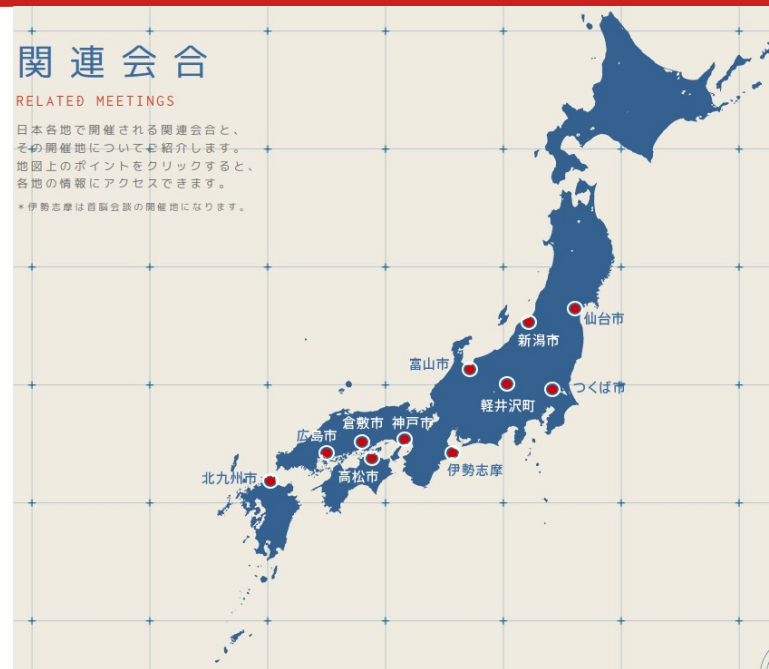 関連会合
RELATED MEETINGS
日本各地で開催される関連会合と、
その開催地についてご紹介します。
地図上のポイントをクリックすると、
各地の情報にアクセスできます。
*伊勢志摩は首脳会談の開催地になります。
仙台市
新潟市
富山市
つくば市
軽井沢町
倉敷市 神戸市
広島市
伊勢志摩
高松市
北九州市